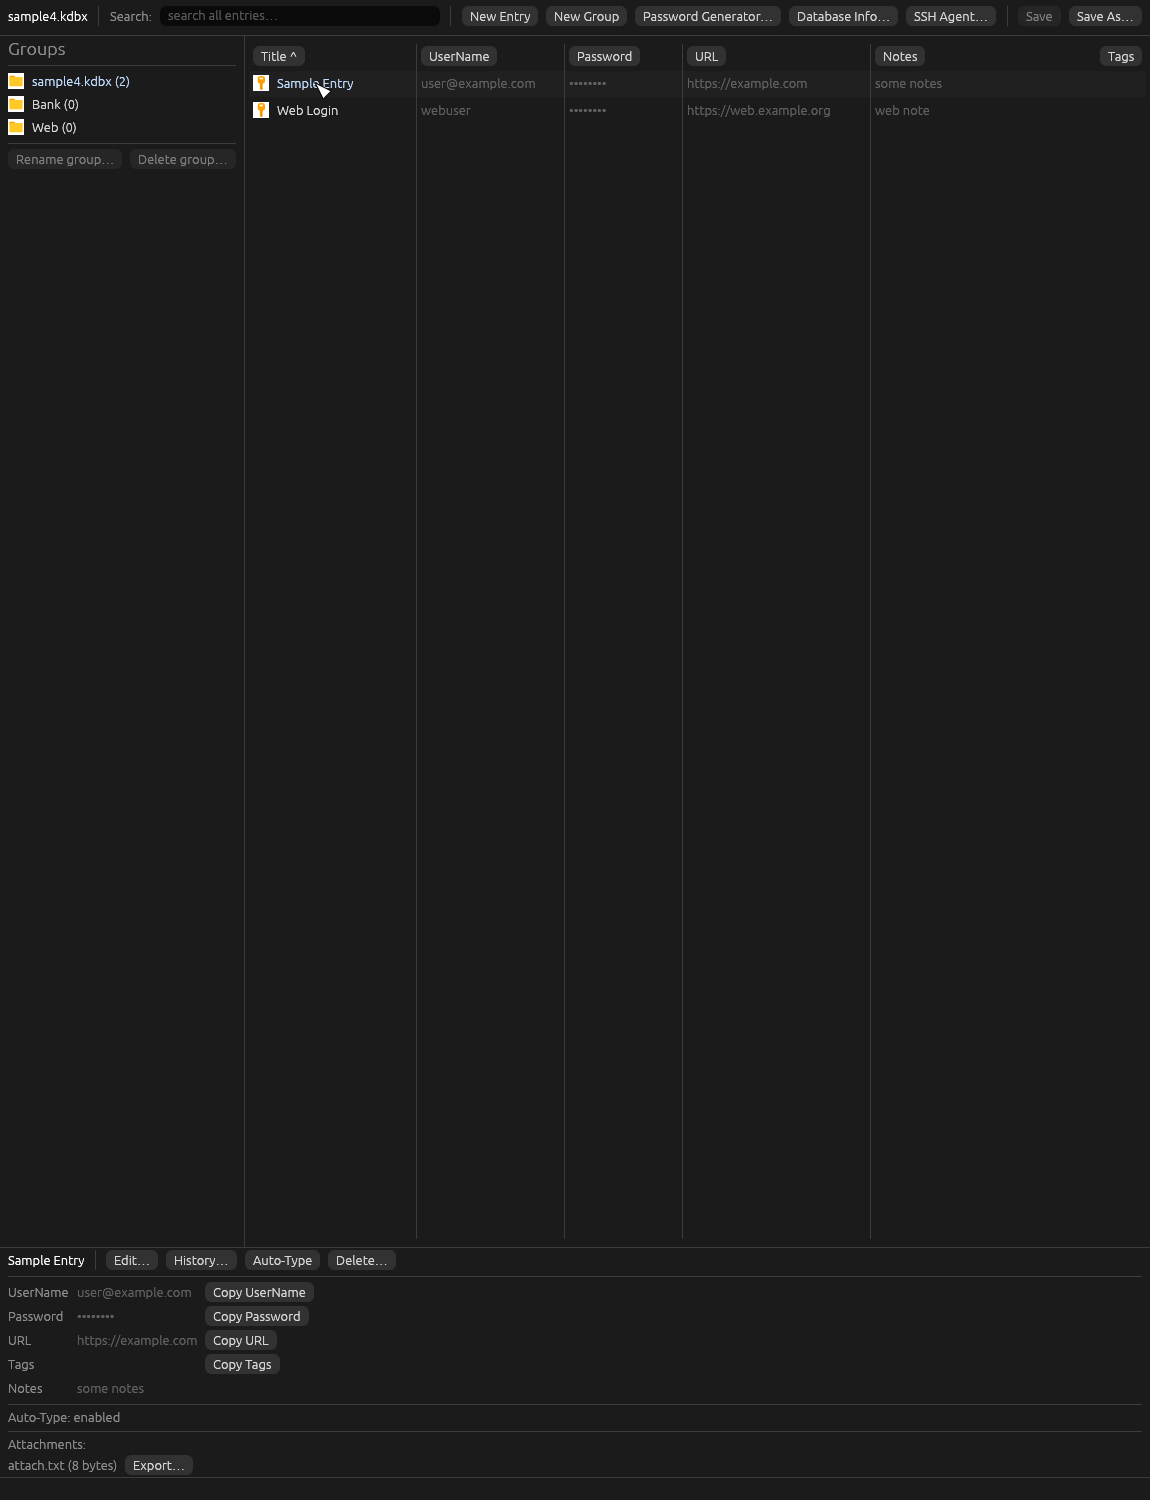 sample4.kdbx Search: search all entries... New Entry New Group Password Generator... Database Info... SSH Agent... Save Save As...
Groups
sample4.kdbx (2)
Bank (0)
Web (0)
Rename group... Delete group...
Title ^ UserName Password URL Notes Tags
Sample Entry user@example.com •••••••• https://example.com some notes
Web Login webuser •••••••• https://web.example.org web note
Sample Entry Edit... History... Auto-Type Delete...
UserName user@example.com Copy UserName
Password •••••••• Copy Password
URL https://example.com Copy URL
Tags Copy Tags
Notes some notes
Auto-Type: enabled
Attachments:
attach.txt (8 bytes) Export...